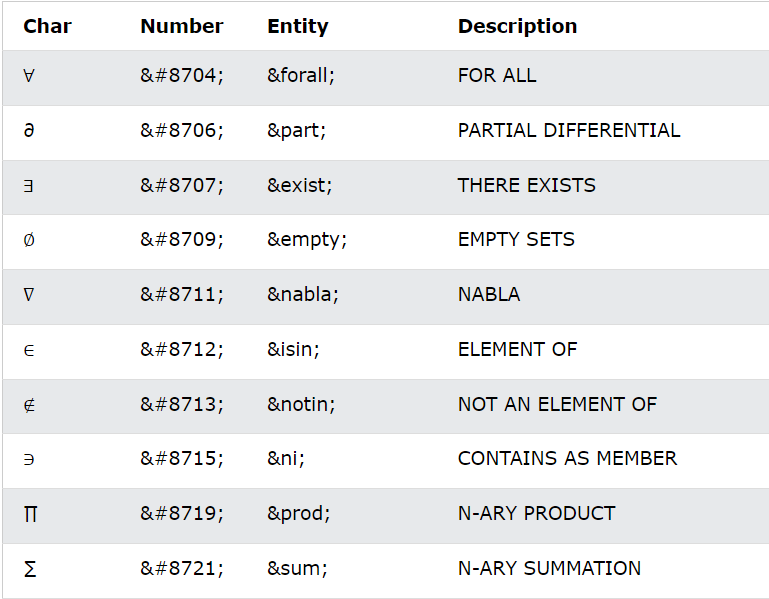 Char Number Entity Description
∀ &#8704; &forall; FOR ALL
∂ &#8706; &part; PARTIAL DIFFERENTIAL
∃ &#8707; &exist; THERE EXISTS
∅ &#8709; &empty; EMPTY SETS
∇ &#8711; &nabla; NABLA
∈ &#8712; &isin; ELEMENT OF
∉ &#8713; &notin; NOT AN ELEMENT OF
∋ &#8715; &ni; CONTAINS AS MEMBER
∏ &#8719; &prod; N-ARY PRODUCT
∑ &#8721; &sum; N-ARY SUMMATION